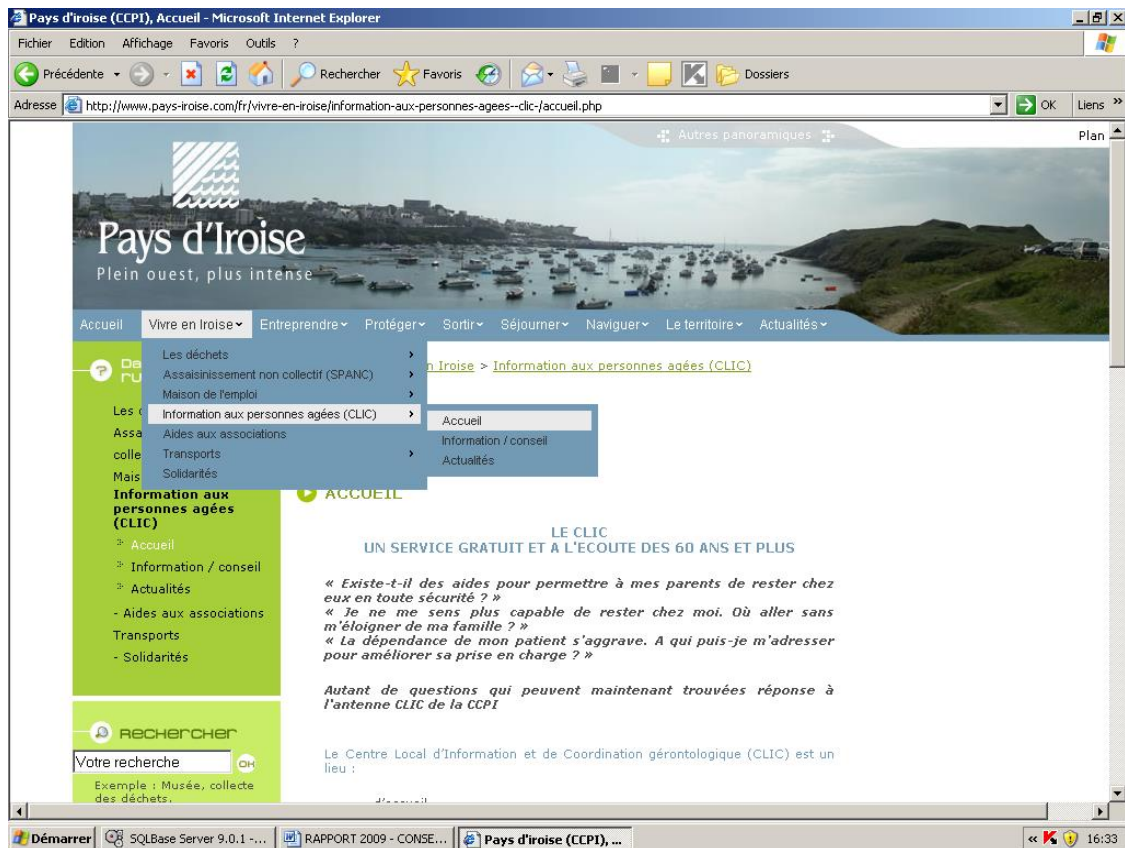 Pays d'iroise (CCPI), Accueil - Microsoft Internet Explorer
Fichier Edition Affichage Favoris Outils ?
Précédente Rechercher Favoris Dossiers
Adresse http://www.pays-iroise.com/fr/vivre-en-iroise/information-aux-personnes-agees--clic-/accueil.php OK Liens »
Autres panoramiques
Plan
Pays d'Iroise
Plein ouest, plus intense
Accueil Vivre en Iroise Entreprendre Protéger Sortir Séjourner Naviguer Le territoire Actualités
Les déchets
Assaisinissement non collectif (SPANC)
Maison de l'emploi
Information aux personnes agées (CLIC)
Aides aux associations
Transports
Solidarités
Accueil
Information / conseil
Actualités
n Iroise > Information aux personnes agées (CLIC)
Les
Assa
colle
Mais
Information aux
personnes agées
(CLIC)
Accueil
Information / conseil
Actualités
- Aides aux associations
Transports
- Solidarités
Rechercher
Votre recherche OK
Exemple : Musée, collecte
des déchets.
ACCUEIL
LE CLIC
UN SERVICE GRATUIT ET A L'ECOUTE DES 60 ANS ET PLUS
« Existe-t-il des aides pour permettre à mes parents de rester chez
eux en toute sécurité ? »
« Je ne me sens plus capable de rester chez moi. Où aller sans
m'éloigner de ma famille ? »
« La dépendance de mon patient s'aggrave. A qui puis-je m'adresser
pour améliorer sa prise en charge ? »
Autant de questions qui peuvent maintenant trouvées réponse à
l'antenne CLIC de la CCPI
Le Centre Local d'Information et de Coordination gérontologique (CLIC) est un
lieu :
d'accueil
Démarrer SQLBase Server 9.0.1 -... RAPPORT 2009 - CONSE... Pays d'iroise (CCPI), ... « 16:33